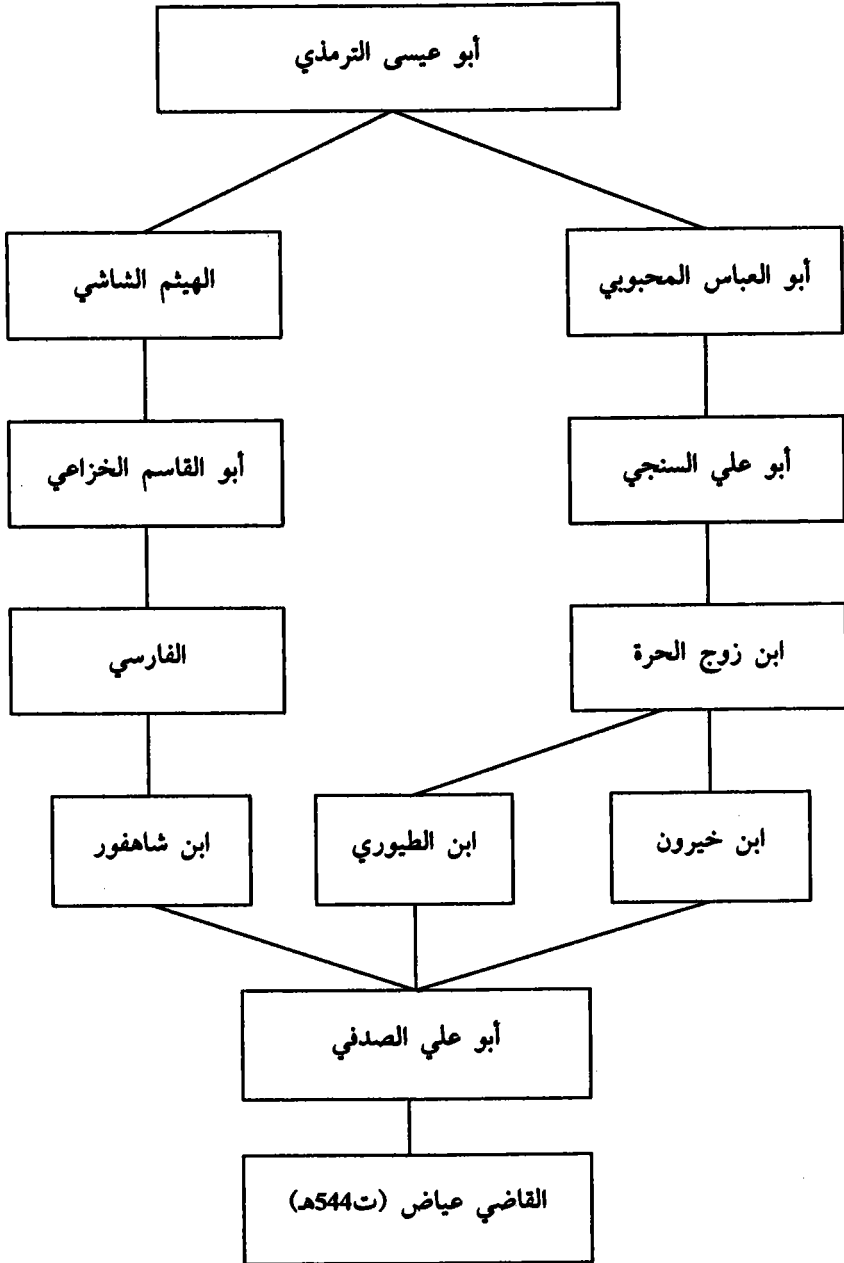 أبو عيسى الترمذي
أبو العباس المحبوبي
الهيثم الشاشي
أبو علي السنجي
أبو القاسم الخزاعي
ابن زوج الحرة
الفارسي
ابن خيرون
ابن الطيوري
ابن شاهفور
أبو علي الصدفي
القاضي عياض (ت544هـ)